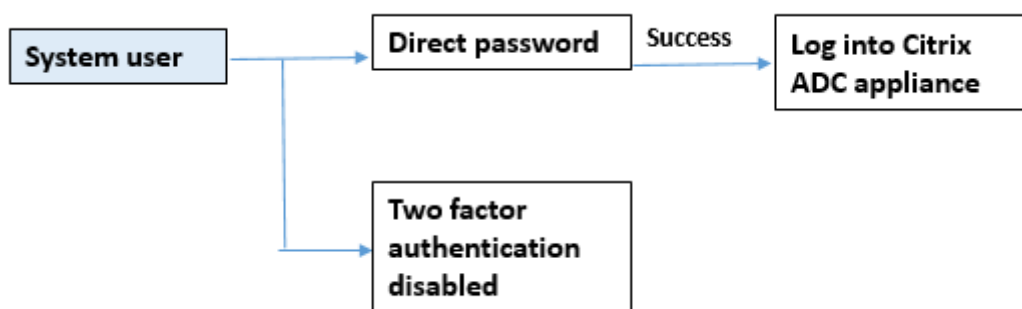 System user
Direct password
Success
Log into Citrix
ADC appliance
Two factor
authentication
disabled